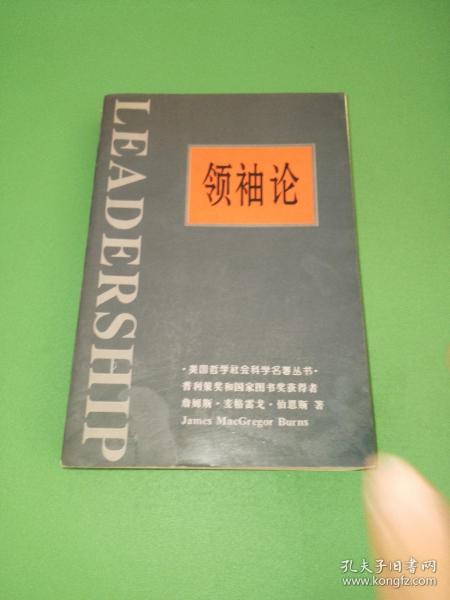 LEADERSHIP
领袖论
·美国哲学社会科学名著丛书·
普利策奖和国家图书奖获得者
詹姆斯·麦格雷戈·伯恩斯 著
James MacGregor Burns
孔夫子旧书网
www.kongfz.com